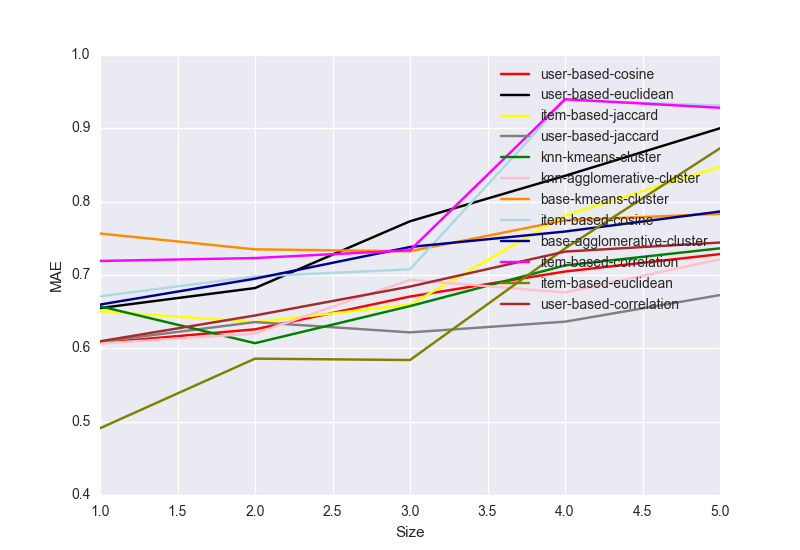 1.0
0.9
0.8
0.7
0.6
0.5
0.4
MAE
user-based-cosine
user-based-euclidean
item-based-jaccard
user-based-jaccard
knn-kmeans-cluster
knn-agglomerative-cluster
base-kmeans-cluster
item-based-cosine
base-agglomerative-cluster
item-based-correlation
item-based-euclidean
user-based-correlation
1.0 1.5 2.0 2.5 3.0 3.5 4.0 4.5 5.0
Size